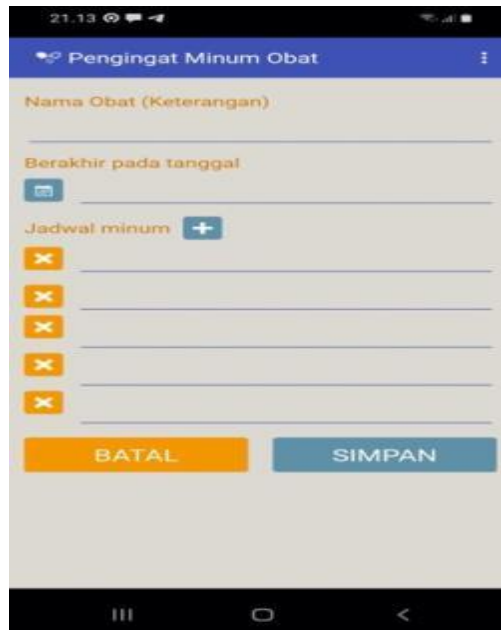 21.13
Pengingat Minum Obat
Nama Obat (Keterangan)
Berakhir pada tanggal
Jadwal minum
BATAL
SIMPAN